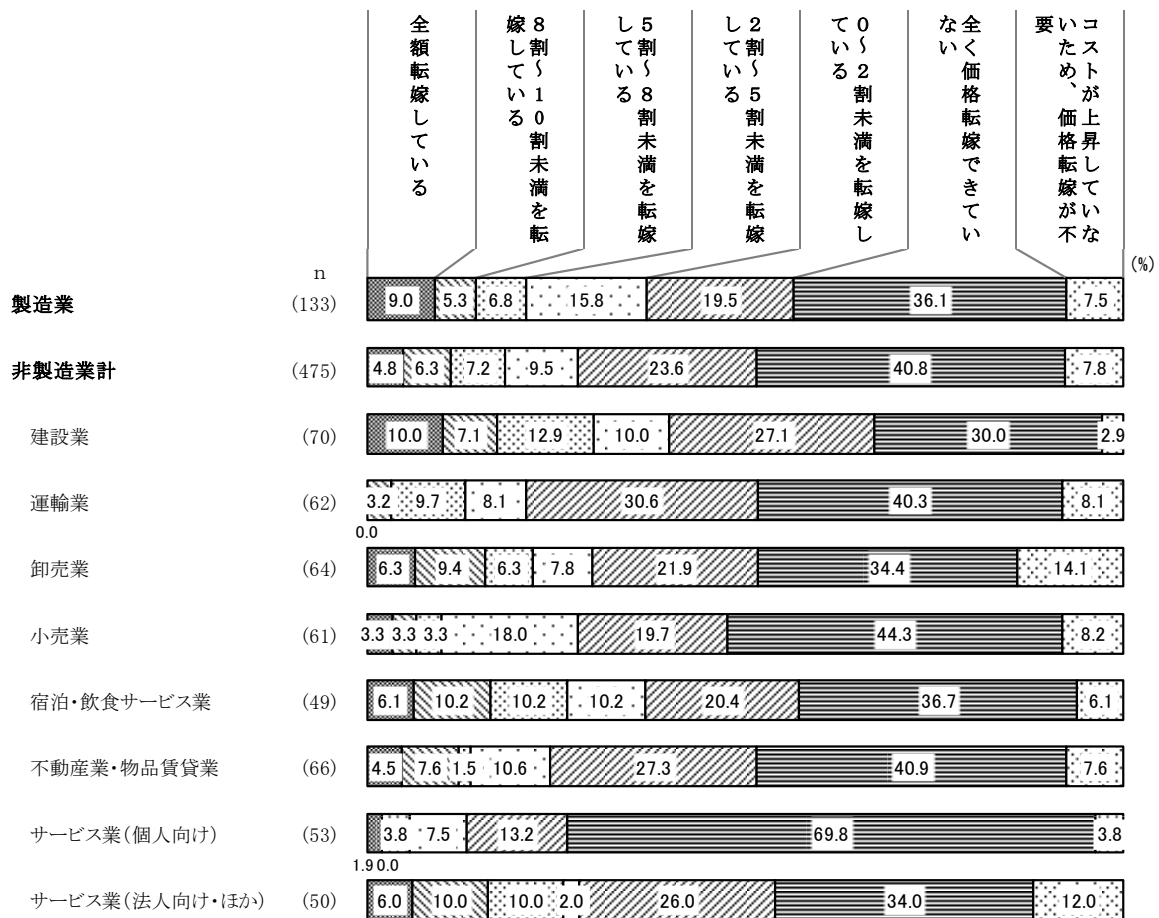 全額転嫁している
８割～１０割未満を転
嫁している
５割～８割未満を転嫁
している
２割～５割未満を転嫁
している
０～２割未満を転嫁し
ている
全く価格転嫁できてい
ない
コストが上昇していな
いため、価格転嫁が不
要
n
(%)
製造業 (133) 9.0 5.3 6.8 15.8 19.5 36.1 7.5
非製造業計 (475) 4.8 6.3 7.2 9.5 23.6 40.8 7.8
建設業 (70) 10.0 7.1 12.9 10.0 27.1 30.0 2.9
運輸業 (62) 3.2 9.7 8.1 30.6 40.3 8.1
0.0
卸売業 (64) 6.3 9.4 6.3 7.8 21.9 34.4 14.1
小売業 (61) 3.3 3.3 3.3 18.0 19.7 44.3 8.2
宿泊・飲食サービス業 (49) 6.1 10.2 10.2 10.2 20.4 36.7 6.1
不動産業・物品賃貸業 (66) 4.5 7.6 1.5 10.6 27.3 40.9 7.6
サービス業(個人向け) (53) 3.8 7.5 13.2 69.8 3.8
1.9 0.0
サービス業(法人向け・ほか) (50) 6.0 10.0 10.0 2.0 26.0 34.0 12.0